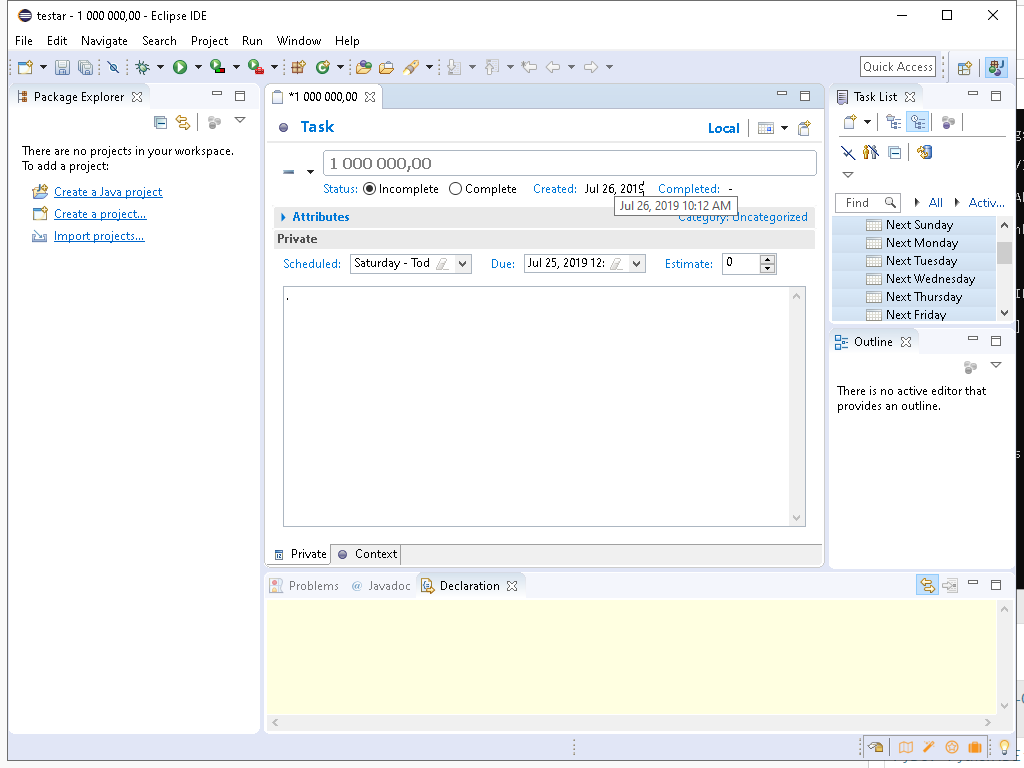 testar - 1 000 000,00 - Eclipse IDE
File Edit Navigate Search Project Run Window Help
Quick Access
Package Explorer
There are no projects in your workspace.
To add a project:
Create a Java project
Create a project...
Import projects...
*1 000 000,00
Task
Local
1 000 000,00
Status: Incomplete Complete Created: Jul 26, 2019 Completed: -
Jul 26, 2019 10:12 AM
Attributes
Category: Uncategorized
Private
Scheduled: Saturday - Tod Due: Jul 25, 2019 12: Estimate: 0
.
Private Context
Task List
Find All Activ...
Next Sunday
Next Monday
Next Tuesday
Next Wednesday
Next Thursday
Next Friday
Outline
There is no active editor that
provides an outline.
Problems @ Javadoc Declaration